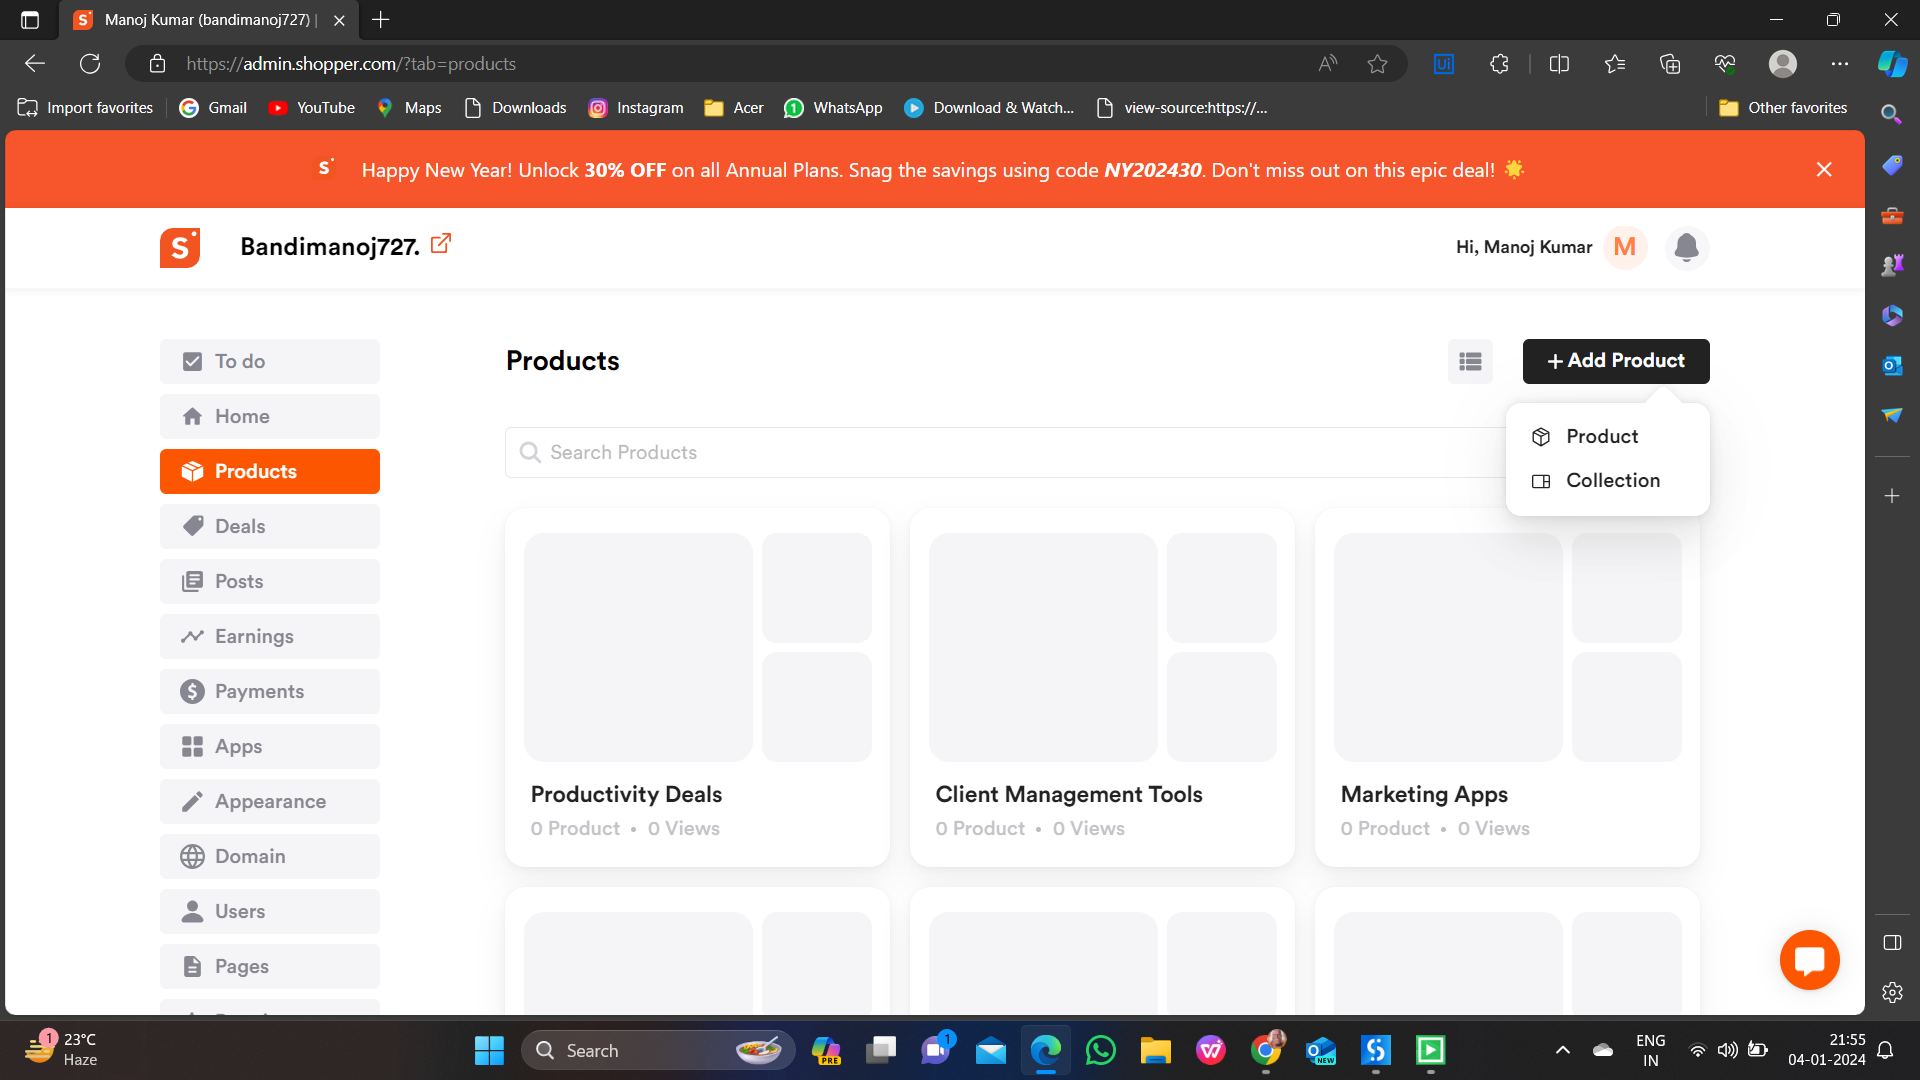 Manoj Kumar (bandimanoj727) |
https://admin.shopper.com/?tab=products
Import favorites
Gmail
YouTube
Maps
Downloads
Instagram
Acer
WhatsApp
Download & Watch...
view-source:https://...
Other favorites
Happy New Year! Unlock 30% OFF on all Annual Plans. Snag the savings using code NY202430. Don't miss out on this epic deal! 🌟
Bandimanoj727.
Hi, Manoj Kumar M
To do
Home
Products
Deals
Posts
Earnings
Payments
Apps
Appearance
Domain
Users
Pages
Products
+ Add Product
Product
Collection
Search Products
Productivity Deals
0 Product • 0 Views
Client Management Tools
0 Product • 0 Views
Marketing Apps
0 Product • 0 Views
1
23°C
Haze
Search
PRE
1
NEW
ENG
IN
21:55
04-01-2024